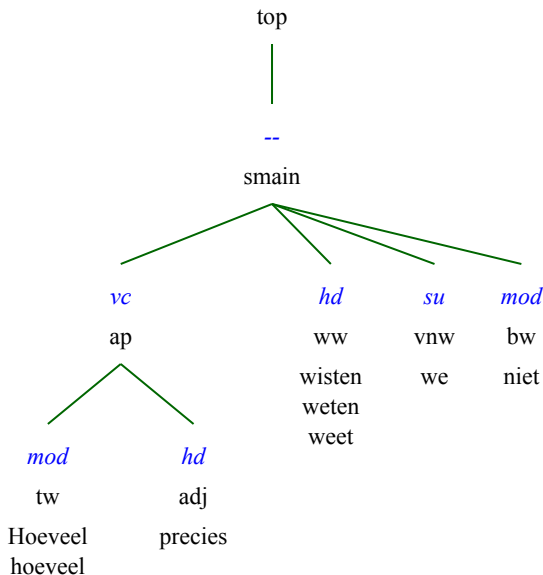 top
--
smain
vc hd su mod
ap ww vnw bw
wisten we niet
weten
weet
mod hd
tw adj
Hoeveel precies
hoeveel